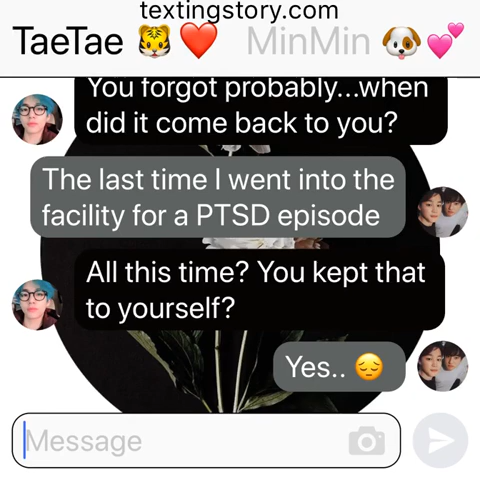 textingstory.com
TaeTae 🐯❤️ MinMin 🐶💕
You forgot probably...when
did it come back to you?
The last time I went into the
facility for a PTSD episode
All this time? You kept that
to yourself?
Yes.. 😔
Message